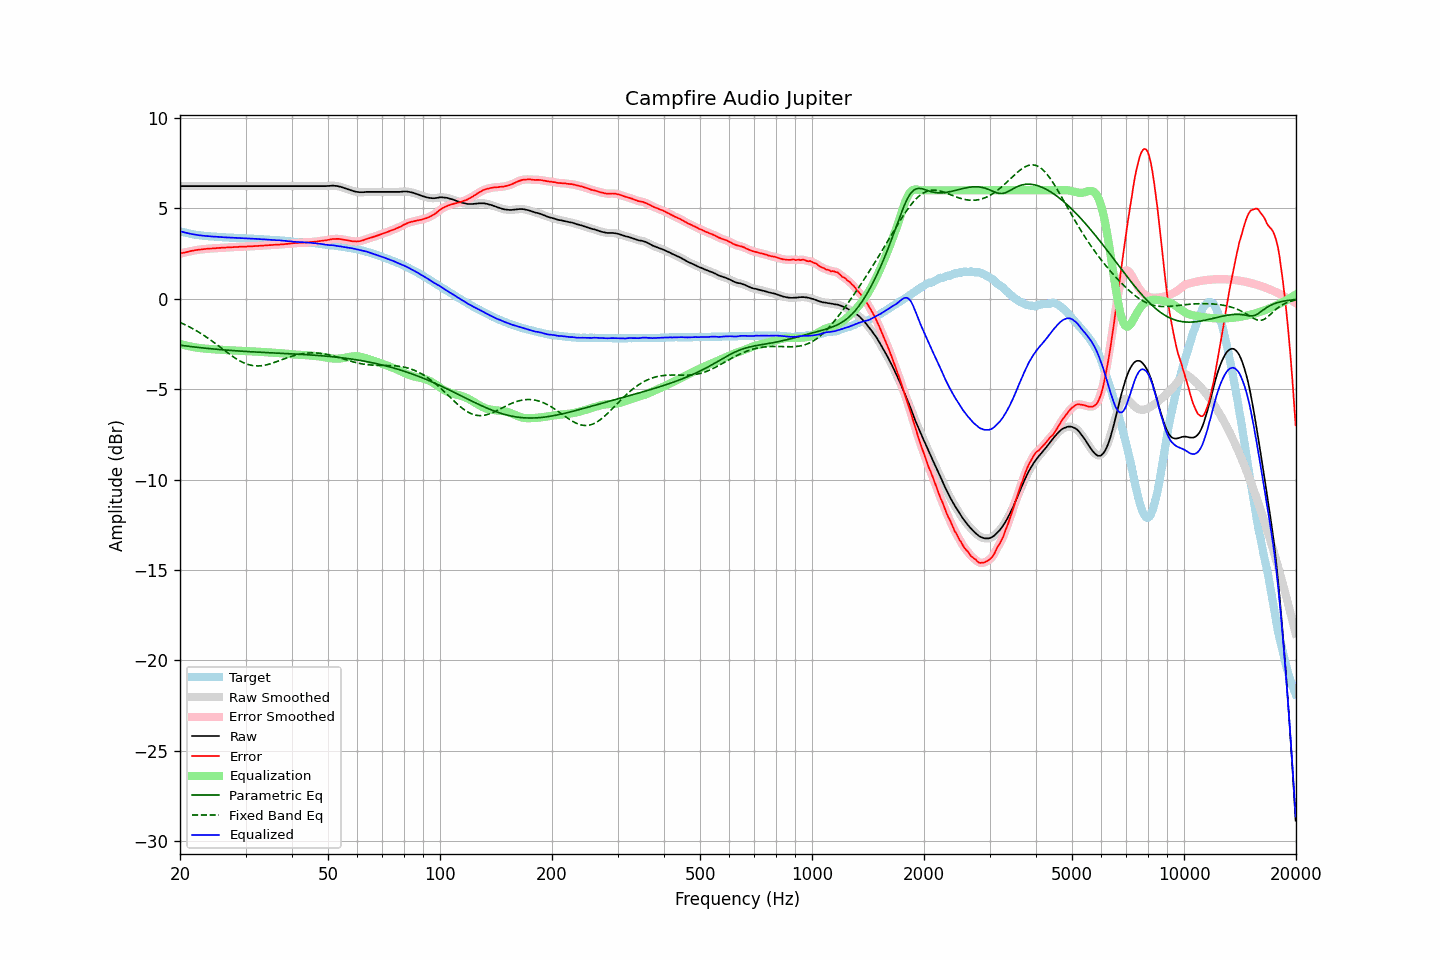 Campfire Audio Jupiter
Amplitude (dBr)
10
5
0
−5
−10
−15
−20
−25
−30
Target
Raw Smoothed
Error Smoothed
Raw
Error
Equalization
Parametric Eq
Fixed Band Eq
Equalized
20 50 100 200 500 1000 2000 5000 10000 20000
Frequency (Hz)